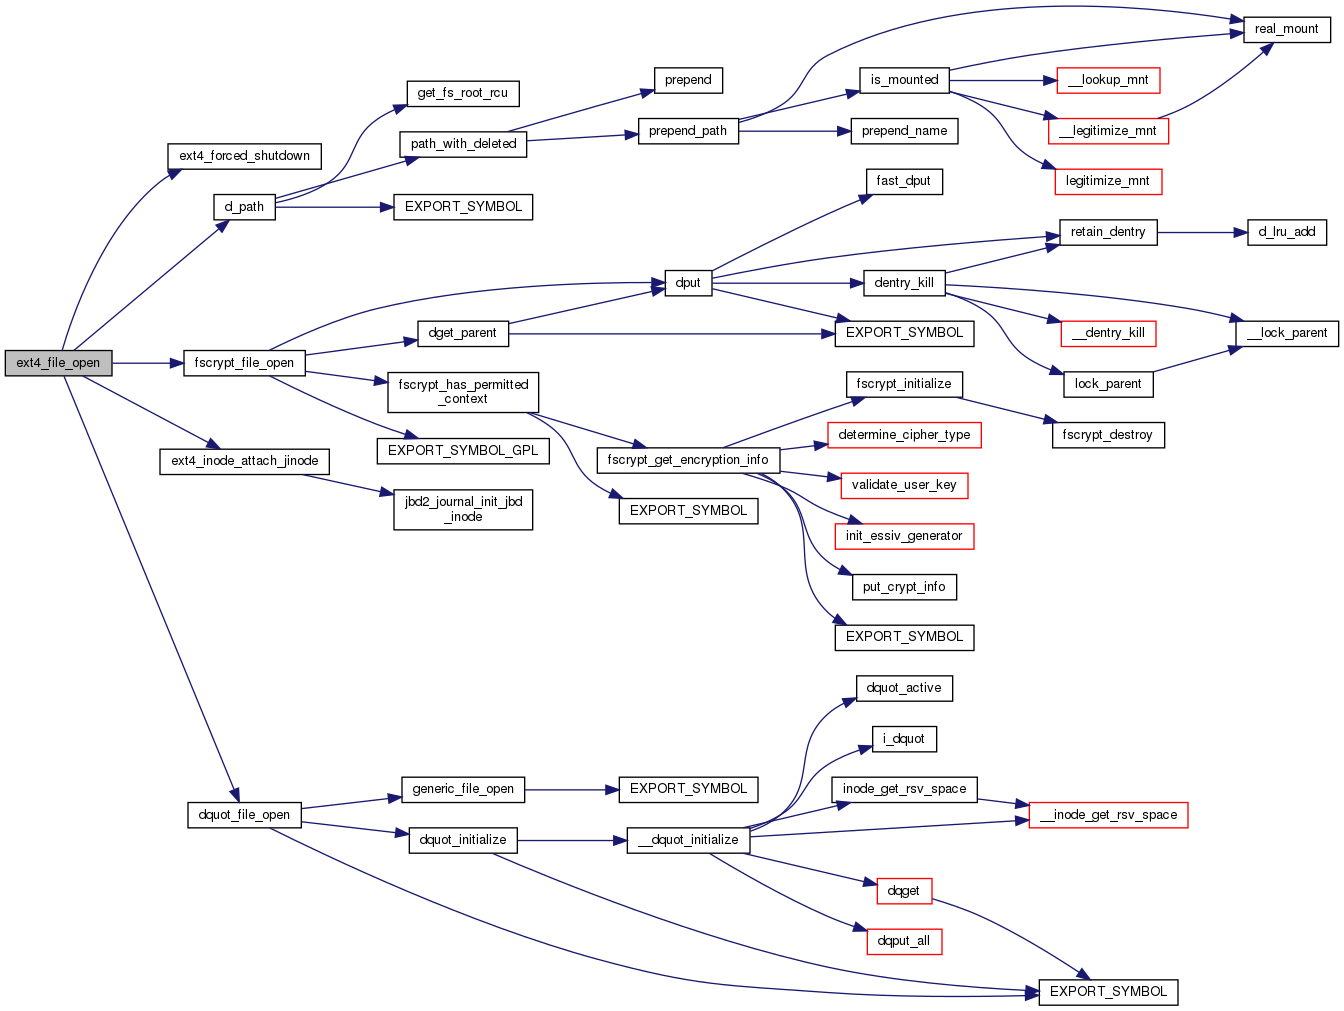 real_mount
is_mounted
__lookup_mnt
prepend
get_fs_root_rcu
prepend_path
prepend_name
__legitimize_mnt
path_with_deleted
ext4_forced_shutdown
legitimize_mnt
fast_dput
d_path
EXPORT_SYMBOL
retain_dentry
d_lru_add
dput
dentry_kill
dget_parent
EXPORT_SYMBOL
__dentry_kill
__lock_parent
ext4_file_open
fscrypt_file_open
fscrypt_has_permitted
_context
fscrypt_initialize
lock_parent
EXPORT_SYMBOL_GPL
determine_cipher_type
fscrypt_destroy
ext4_inode_attach_jinode
fscrypt_get_encryption_info
validate_user_key
jbd2_journal_init_jbd
_inode
EXPORT_SYMBOL
init_essiv_generator
put_crypt_info
EXPORT_SYMBOL
dquot_active
i_dquot
generic_file_open
EXPORT_SYMBOL
inode_get_rsv_space
dquot_file_open
__inode_get_rsv_space
dquot_initialize
__dquot_initialize
dqget
dqput_all
EXPORT_SYMBOL